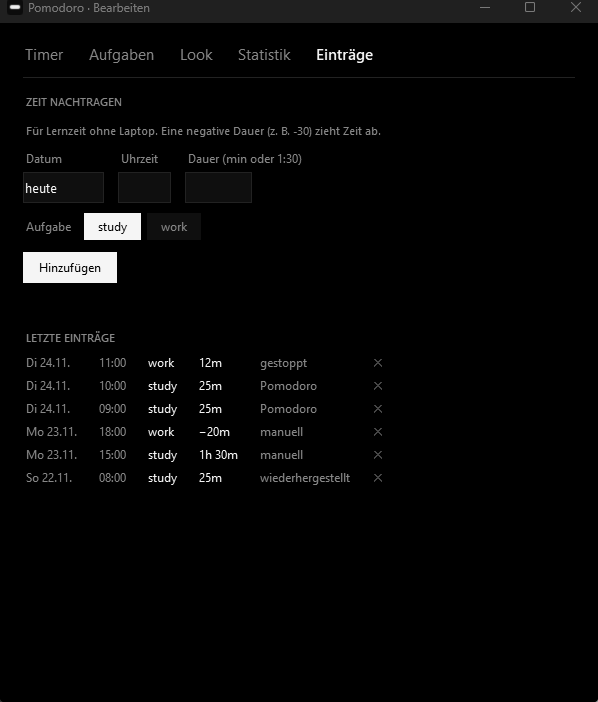 Pomodoro · Bearbeiten
Timer Aufgaben Look Statistik Einträge
ZEIT NACHTRAGEN
Für Lernzeit ohne Laptop. Eine negative Dauer (z. B. -30) zieht Zeit ab.
Datum Uhrzeit Dauer (min oder 1:30)
heute
Aufgabe study work
Hinzufügen
LETZTE EINTRÄGE
Di 24.11. 11:00 work 12m gestoppt ×
Di 24.11. 10:00 study 25m Pomodoro ×
Di 24.11. 09:00 study 25m Pomodoro ×
Mo 23.11. 18:00 work −20m manuell ×
Mo 23.11. 15:00 study 1h 30m manuell ×
So 22.11. 08:00 study 25m wiederhergestellt ×